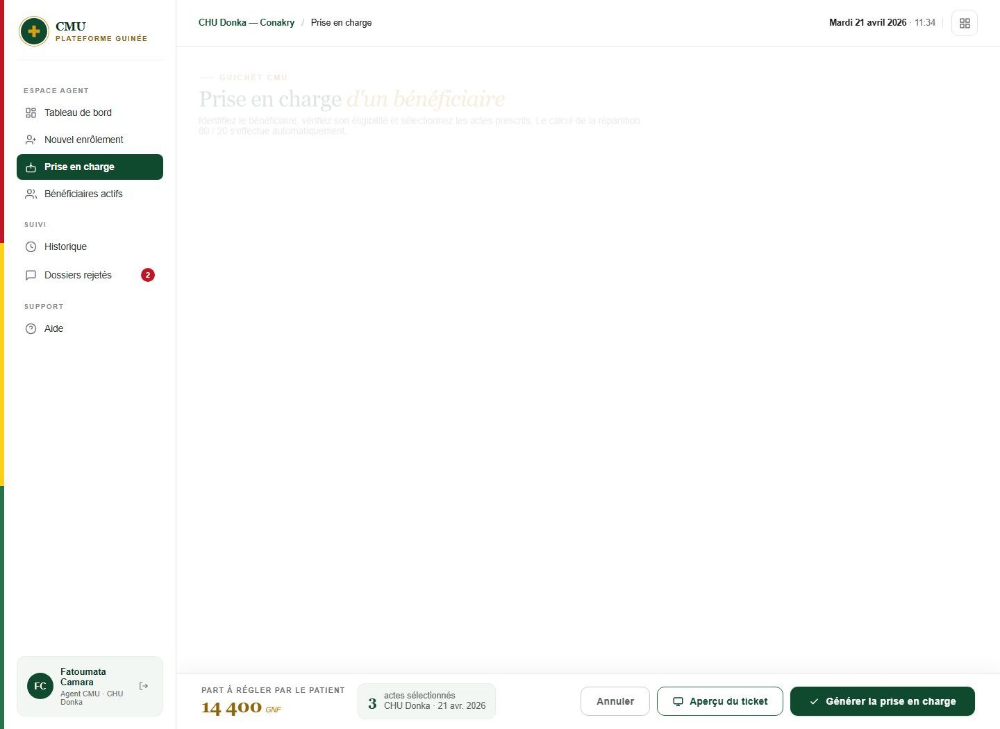 CMU
PLATEFORME GUINÉE
ESPACE AGENT
Tableau de bord
Nouvel enrôlement
Prise en charge
Bénéficiaires actifs
SUIVI
Historique
Dossiers rejetés 2
SUPPORT
Aide
FC
Fatoumata
Camara
Agent CMU · CHU
Donka
CHU Donka — Conakry / Prise en charge
Mardi 21 avril 2026 · 11:34
GUICHET CMU
Prise en charge d'un bénéficiaire
Identifiez le bénéficiaire, vérifiez son éligibilité et sélectionnez les actes prescrits. Le calcul de la répartition
80 / 20 s'effectue automatiquement.
PART À RÉGLER PAR LE PATIENT
14 400 GNF
3
actes sélectionnés
CHU Donka · 21 avr. 2026
Annuler
Aperçu du ticket
Générer la prise en charge